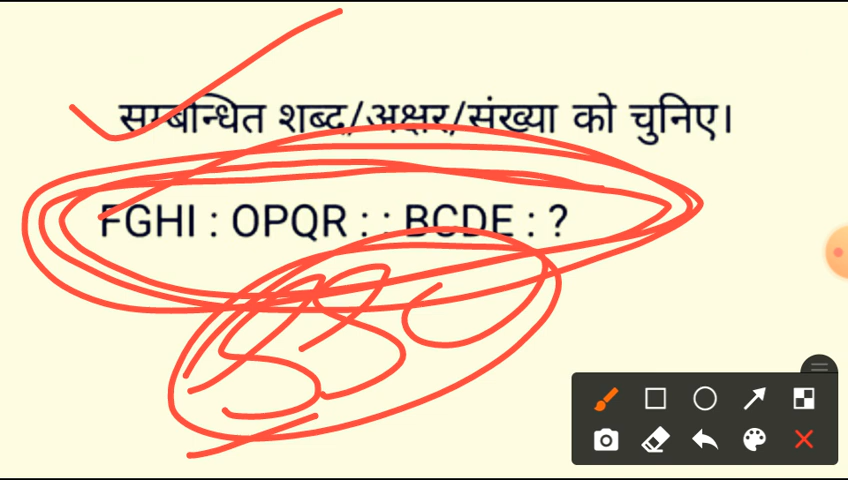 सम्बन्धित शब्द/अक्षर/संख्या को चुनिए।
FGHI : OPQR : : BCDE : ?